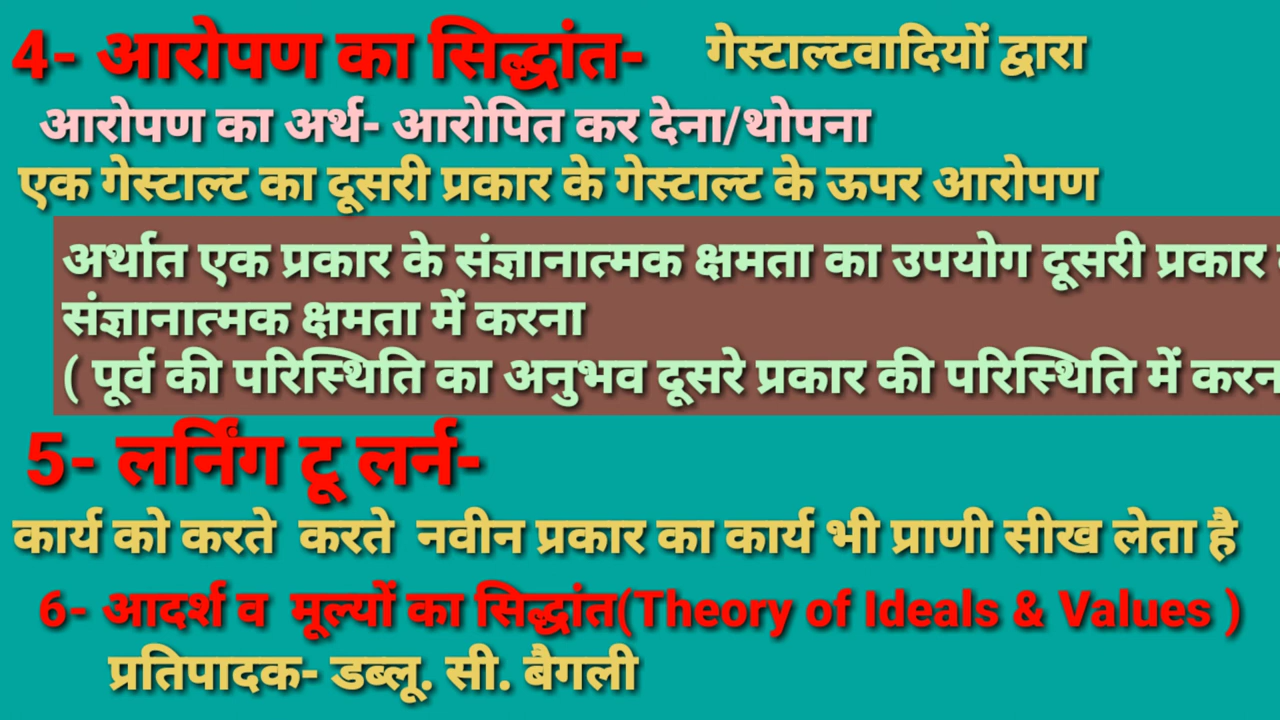 4- आरोपण का सिद्धांत- गेस्टाल्टवादियों द्वारा
आरोपण का अर्थ- आरोपित कर देना/थोपना
एक गेस्टाल्ट का दूसरी प्रकार के गेस्टाल्ट के ऊपर आरोपण
अर्थात एक प्रकार के संज्ञानात्मक क्षमता का उपयोग दूसरी प्रकार
संज्ञानात्मक क्षमता में करना
( पूर्व की परिस्थिति का अनुभव दूसरे प्रकार की परिस्थिति में
5- लर्निंग टू लर्न-
कार्य को करते करते नवीन प्रकार का कार्य भी प्राणी सीख लेता है
6- आदर्श व मूल्यों का सिद्धांत(Theory of Ideals & Values )
प्रतिपादक- डब्लू. सी. बैगली